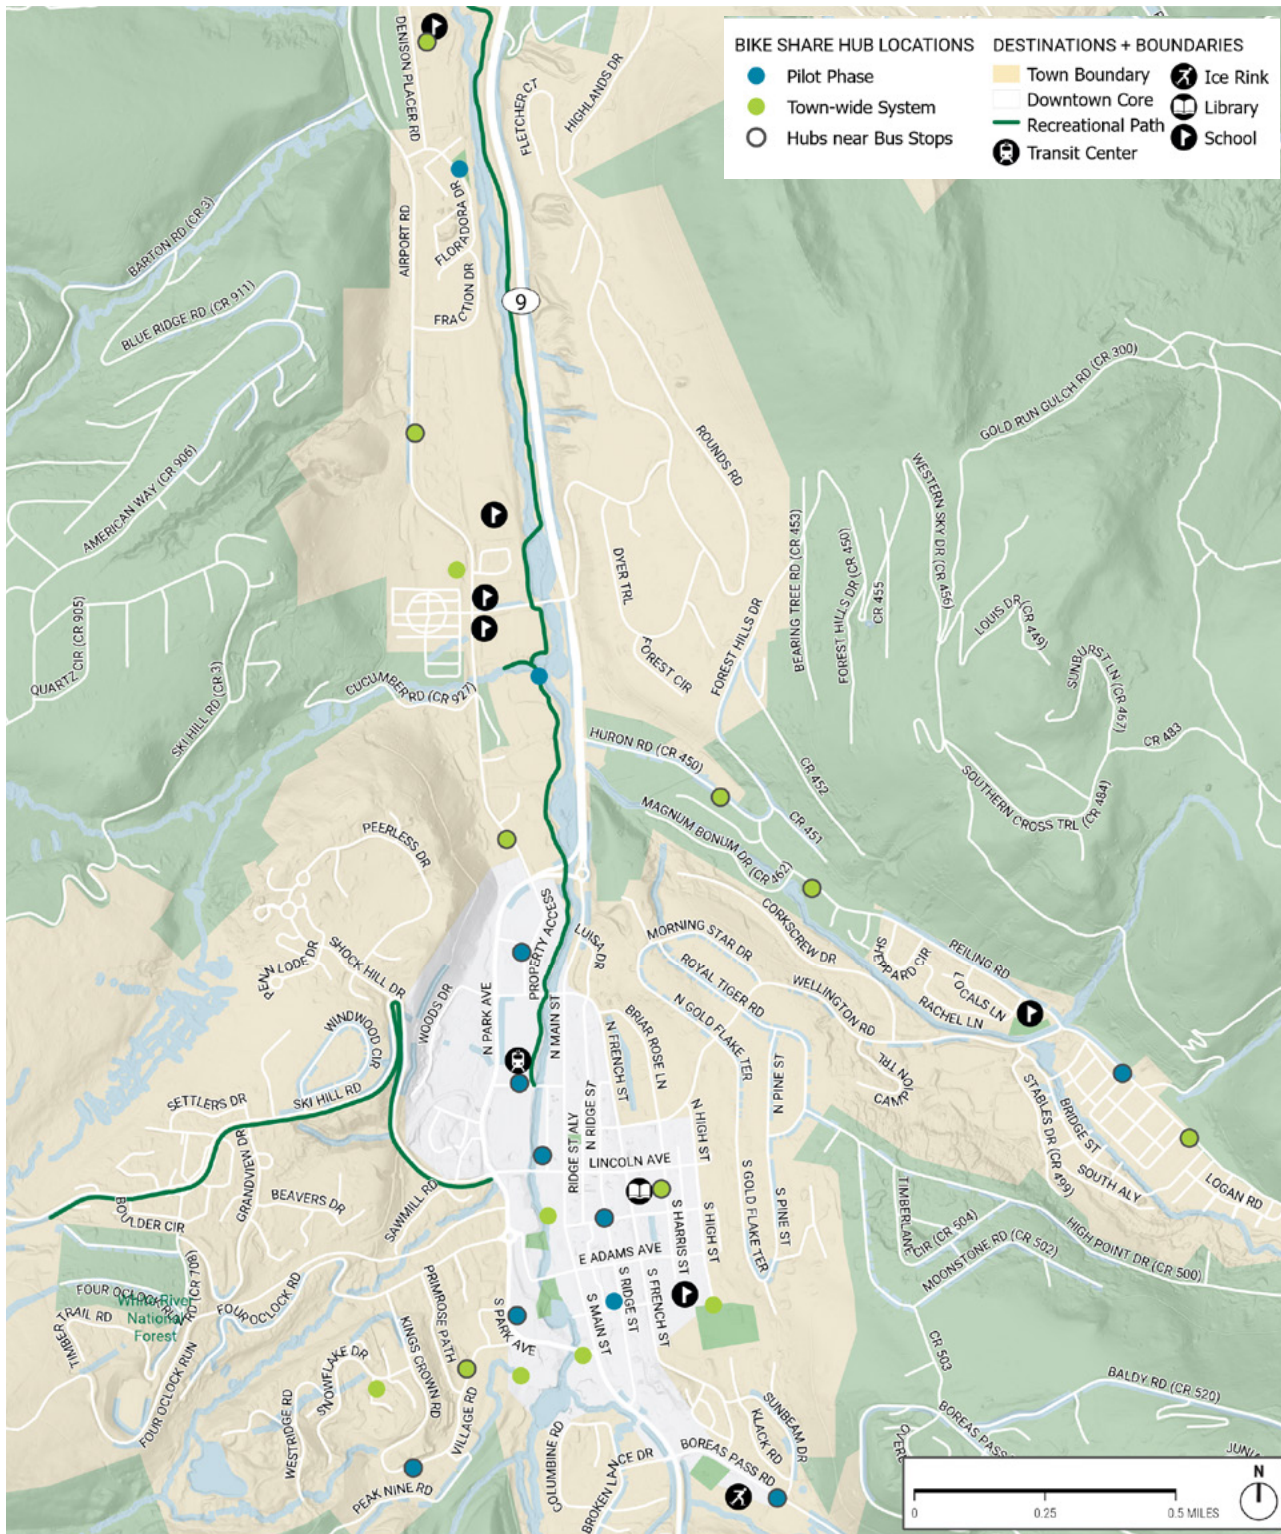 BIKE SHARE HUB LOCATIONS
Pilot Phase
Town-wide System
Hubs near Bus Stops
DESTINATIONS + BOUNDARIES
Town Boundary
Downtown Core
Recreational Path
Transit Center
Ice Rink
Library
School
DENISON PLACER RD
FLETCHER CT
HIGHLANDS DR
BARTON RD (CR 3)
AIRPORT RD
FLORADORA DR
BLUE RIDGE RD (CR 911)
FRACTION DR
9
GOLD RUN GULCH RD (CR 300)
ROUNDS RD
AMERICAN WAY (CR 906)
WESTERN SKY DR (CR 456)
BEARING TREE RD (CR 453)
FOREST HILLS DR (CR 450)
CR 455
DYER TRL
LOUIS DR (CR 449)
FOREST CIR
FOREST HILLS DR
SUNBURST LN (CR 467)
QUARTZ CIR (CR 905)
SKI HILL RD (CR 3)
CUCUMBER RD (CR 927)
CR 483
HURON RD (CR 450)
CR 452
SOUTHERN CROSS TRL (CR 484)
MAGNUM BONUM DR (CR 462)
CR 451
PEERLESS DR
CORKSCREW DR
PROPERTY ACCESS
LUISA DR
MORNING STAR DR
SHEPPARD CIR
REILING RD
PENN LODE DR
SHOCK HILL DR
ROYAL TIGER RD
WELLINGTON RD
LOCALS LN
RACHEL LN
WOODS DR
N PARK AVE
N MAIN ST
N GOLD FLAKE TER
BRIAR ROSE LN
N FRENCH ST
WINDWOOD CIR
ION TRL
CAMP
N PINE ST
SKI HILL RD
SETTLERS DR
N RIDGE ST
N HIGH ST
STABLES DR (CR 499)
BRIDGE ST
RIDGE ST ALY
LINCOLN AVE
SOUTH ALY
LOGAN RD
GRANDVIEW DR
BEAVERS DR
SAWMILL RD
BOULDER CIR
S HARRIS ST
S HIGH ST
S GOLD FLAKE TER
S PINE ST
TIMBERLANE
CIR (CR 504)
HIGH POINT DR (CR 500)
MOONSTONE RD (CR 502)
E ADAMS AVE
FOUR OCLOCK RUN
RD (CR 708)
FOUR OCLOCK RD
White River
National
Forest
TIMBER TRAIL RD
PRIMROSE PATH
S PARK AVE
S MAIN ST
S RIDGE ST
S FRENCH ST
KINGS CROWN RD
SNOWFLAKE DR
FOUR OCLOCK RUN
WESTRIDGE RD
VILLAGE RD
PEAK NINE RD
COLUMBINE RD
BROKEN LANCE DR
BOREAS PASS RD
KLACK RD
SUNBEAM DR
CR 503
BALDY RD (CR 520)
BOREAS PASS
JUNI
N
0
0.25
0.5 MILES